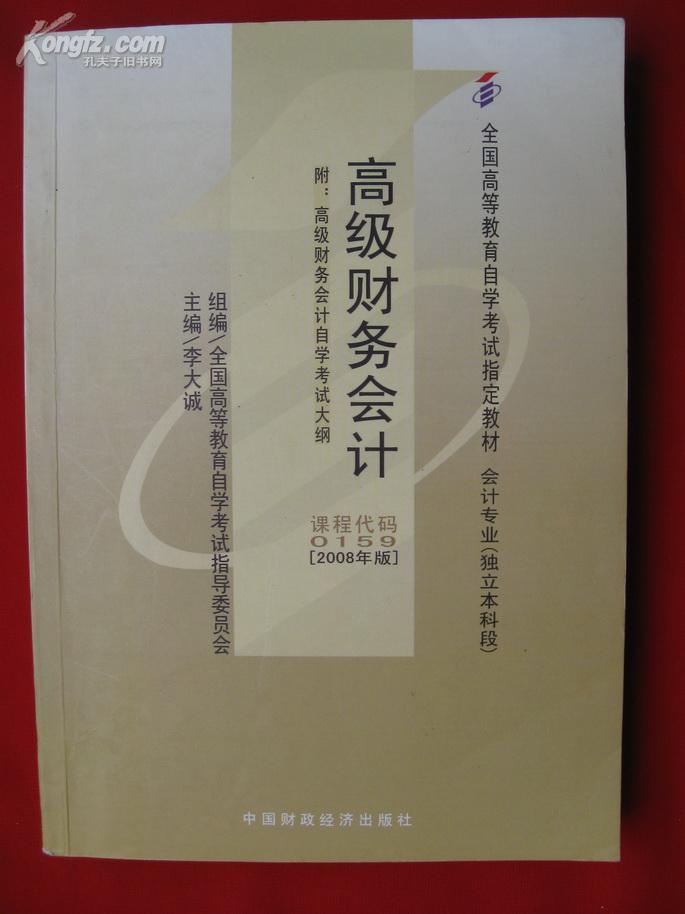 Kongfz.com
孔夫子旧书网
全国高等教育自学考试指定教材 会计专业(独立本科段)
高级财务会计
附：高级财务会计自学考试大纲
课程代码
0159
[2008年版]
组编/全国高等教育自学考试指导委员会
主编/李大诚
中国财政经济出版社